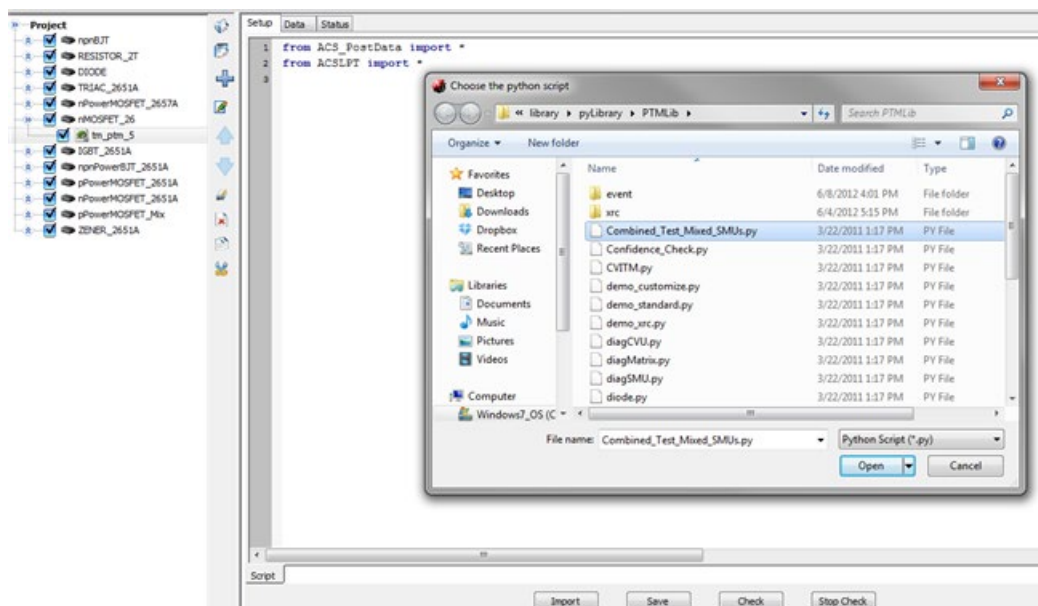 Project
npnBJT
RESISTOR_2T
DIODE
TRIAC_2651A
nPowerMOSFET_2657A
nMOSFET_26
tm_ptm_5
IGBT_2651A
npnPowerBJT_2651A
pPowerMOSFET_2651A
nPowerMOSFET_2651A
pPowerMOSFET_Mix
ZENER_2651A
Setup Data Status
1 from ACS_PostData import *
2 from ACSLPT import *
3
Choose the python script
« library pyLibrary PTMLib
Search PTMLib
Organize New folder
Favorites
Desktop
Downloads
Dropbox
Recent Places
Libraries
Documents
Music
Pictures
Videos
Computer
Windows7_OS (C
Name Date modified Type
event 6/8/2012 4:01 PM File folder
xrc 6/4/2012 5:15 PM File folder
Combined_Test_Mixed_SMUs.py 3/22/2011 1:17 PM PY File
Confidence_Check.py 3/22/2011 1:17 PM PY File
CVITM.py 3/22/2011 1:17 PM PY File
demo_customize.py 3/22/2011 1:17 PM PY File
demo_standard.py 3/22/2011 1:17 PM PY File
demo_xrc.py 3/22/2011 1:17 PM PY File
diagCVU.py 3/22/2011 1:17 PM PY File
diagMatrix.py 3/22/2011 1:17 PM PY File
diagSMU.py 3/22/2011 1:17 PM PY File
diode.py 3/22/2011 1:17 PM PY File
File name: Combined_Test_Mixed_SMUs.py
Python Script (*.py)
Open Cancel
Script
Import Save Check Stop Check